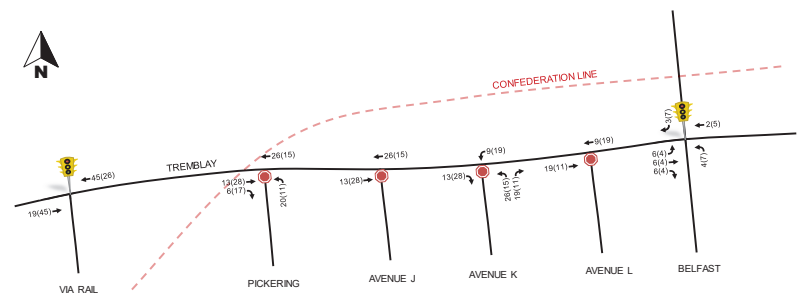 N
CONFEDERATION LINE
3(7)
2(5)
TREMBLAY
26(15)
26(15)
9(19)
9(19)
45(26)
13(28)
6(17)
20(11)
13(28)
13(28)
26(15)
19(11)
19(11)
6(4)
6(4)
6(4)
4(7)
19(45)
VIA RAIL
PICKERING
AVENUE J
AVENUE K
AVENUE L
BELFAST